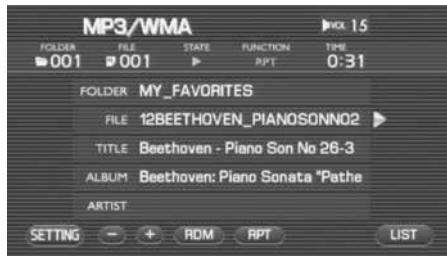 MP3/WMA VOL 15
FOLDER FILE STATE FUNCTION TIME
001 001 RPT 0:31
FOLDER MY_FAVORITES
FILE 12BEETHOVEN_PIANOSONNO2
TITLE Beethoven - Piano Son No 26-3
ALBUM Beethoven: Piano Sonata "Pathe
ARTIST
SETTING - + RDM RPT LIST